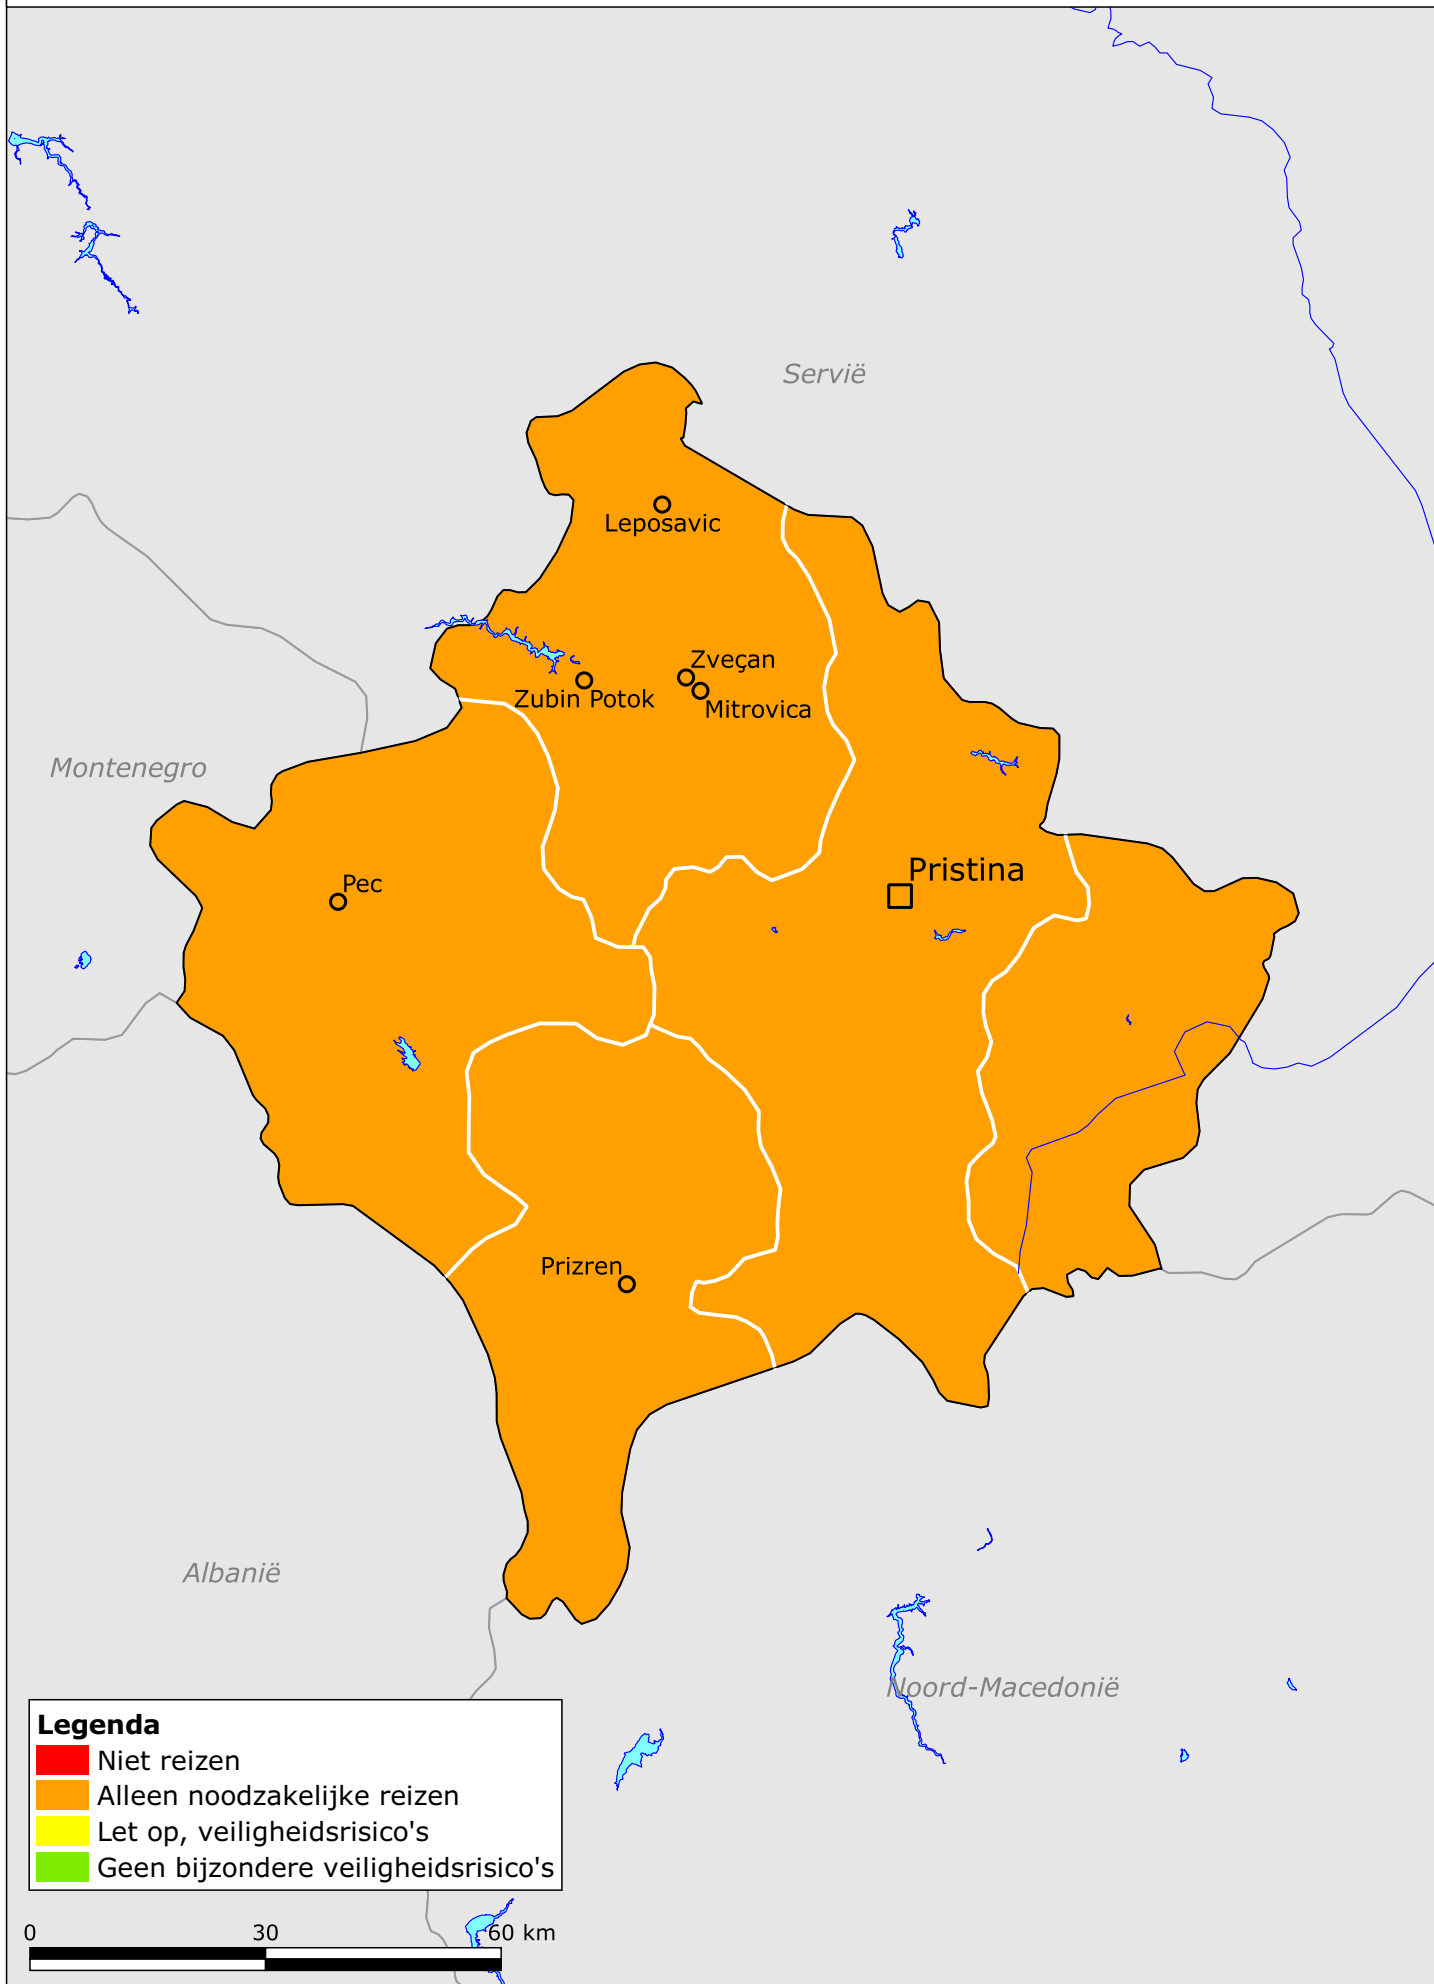 Servië
Leposavic
Zveçan
Zubin Potok
Mitrovica
Montenegro
Pristina
Pec
Prizren
Albanië
Noord-Macedonië
Legenda
Niet reizen
Alleen noodzakelijke reizen
Let op, veiligheidsrisico's
Geen bijzondere veiligheidsrisico's
0 30 60 km